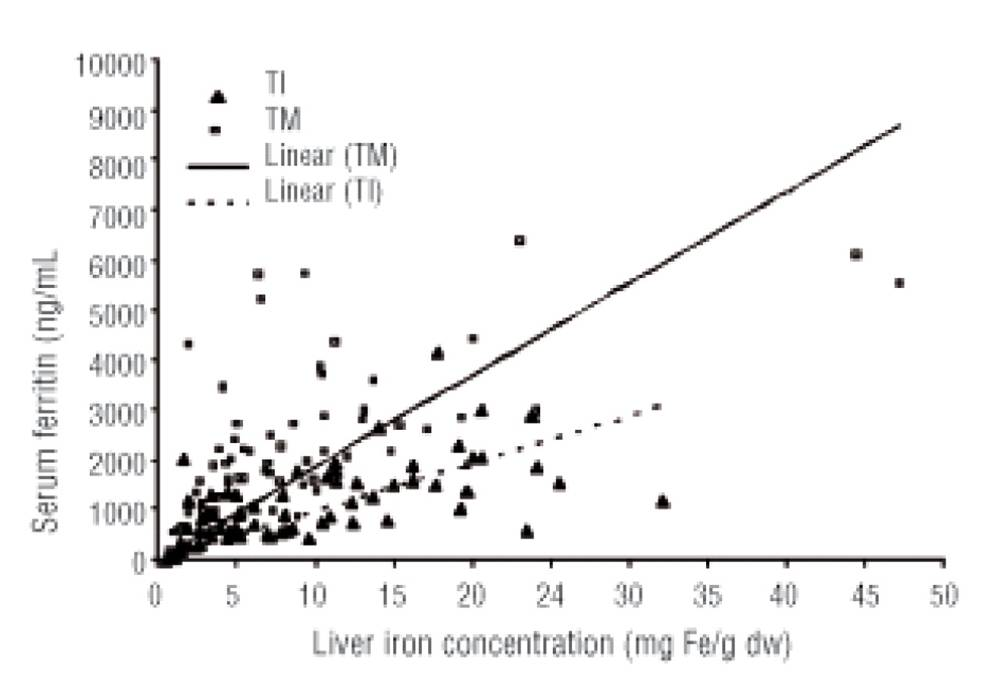 10000
9000
8000
7000
6000
5000
4000
3000
2000
1000
0
TI
TM
Linear (TM)
Linear (TI)
Serum ferritin (ng/mL)
0 5 10 15 20 24 30 35 40 45 50
Liver iron concentration (mg Fe/g dw)